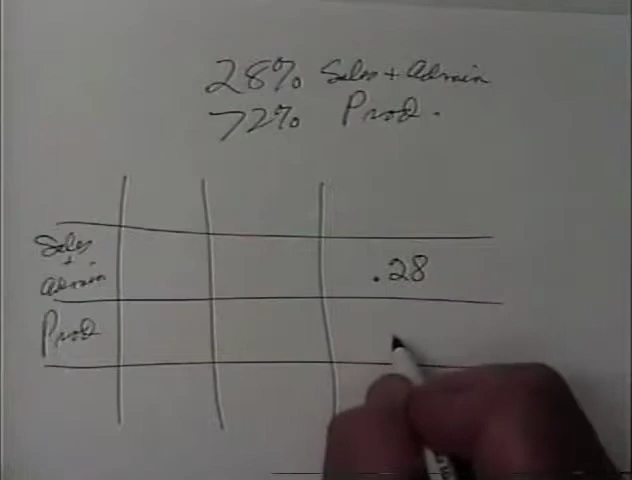 28% Sales + Admin
72% Prod.
Sales
+
Admin
.28
Prod